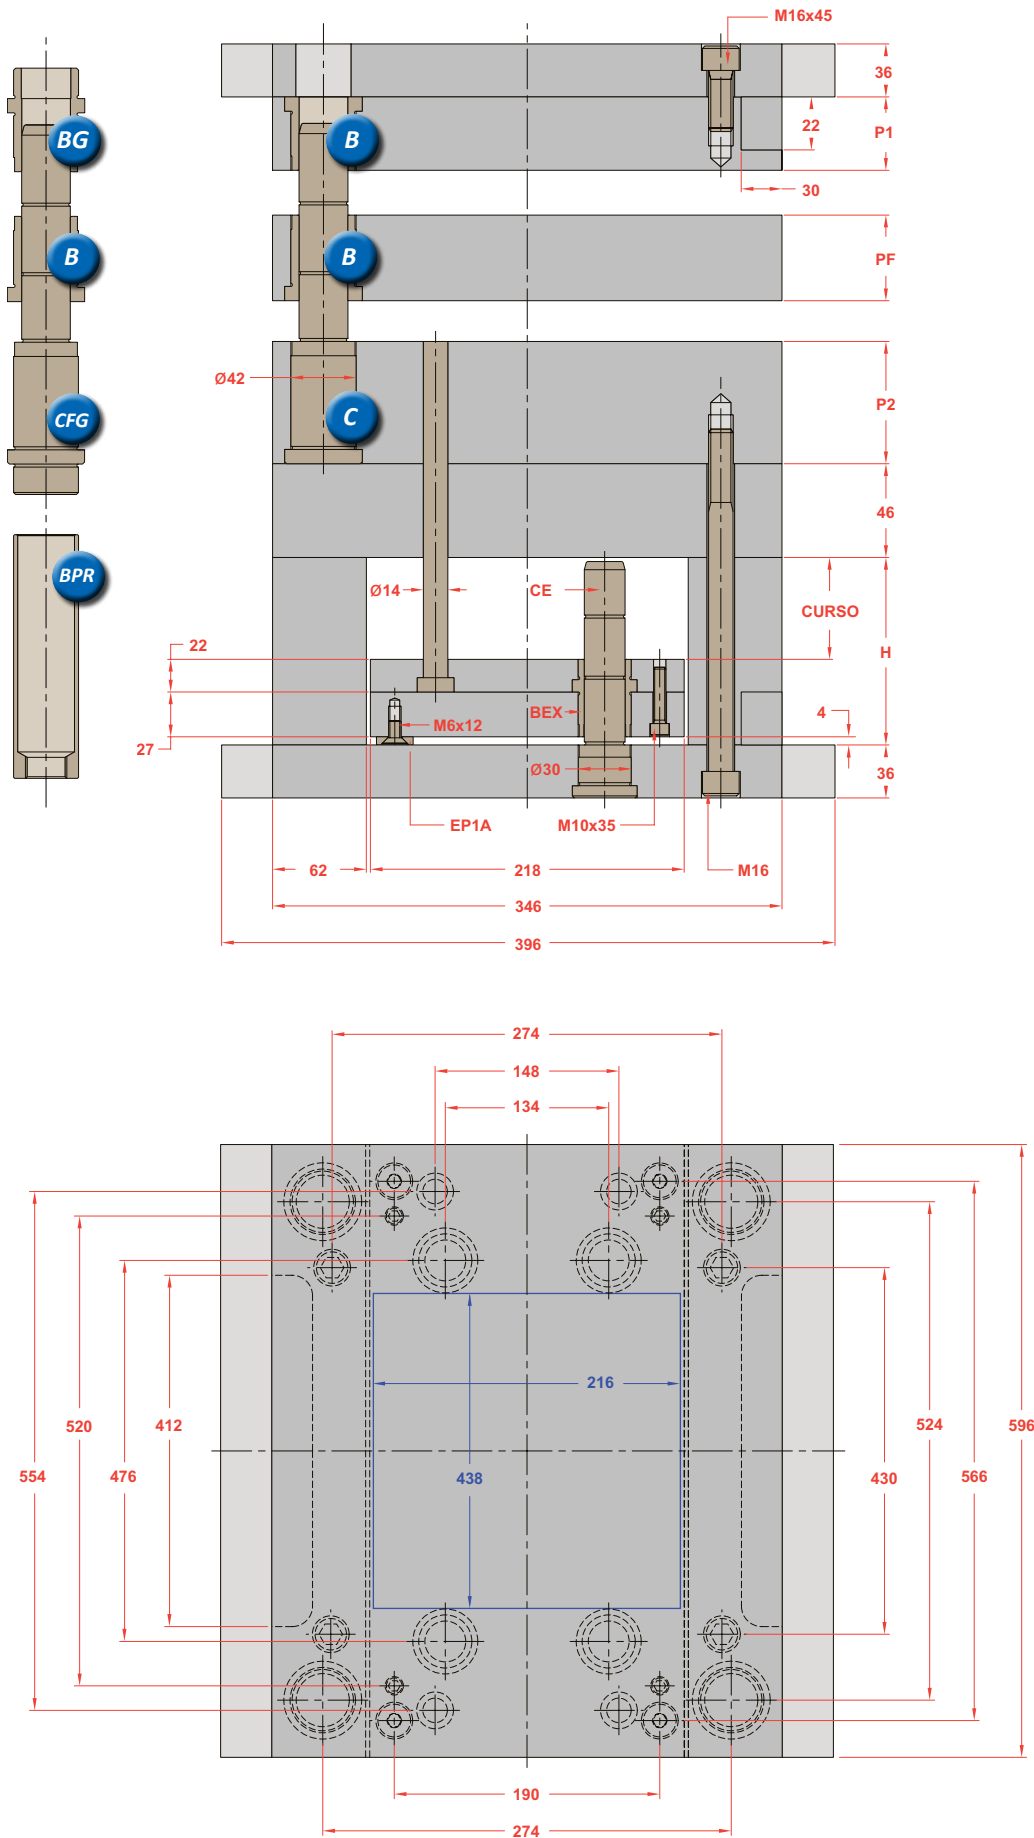 M16x45
36
22
P1
30
BG
B
B
B
PF
Ø42
CFG
C
P2
46
BPR
Ø14
CE
CURSO
22
H
M6x12
BEX
4
27
Ø30
36
EP1A
M10x35
62
218
M16
346
396
274
148
134
216
520
412
524
596
554
476
438
430
566
190
274